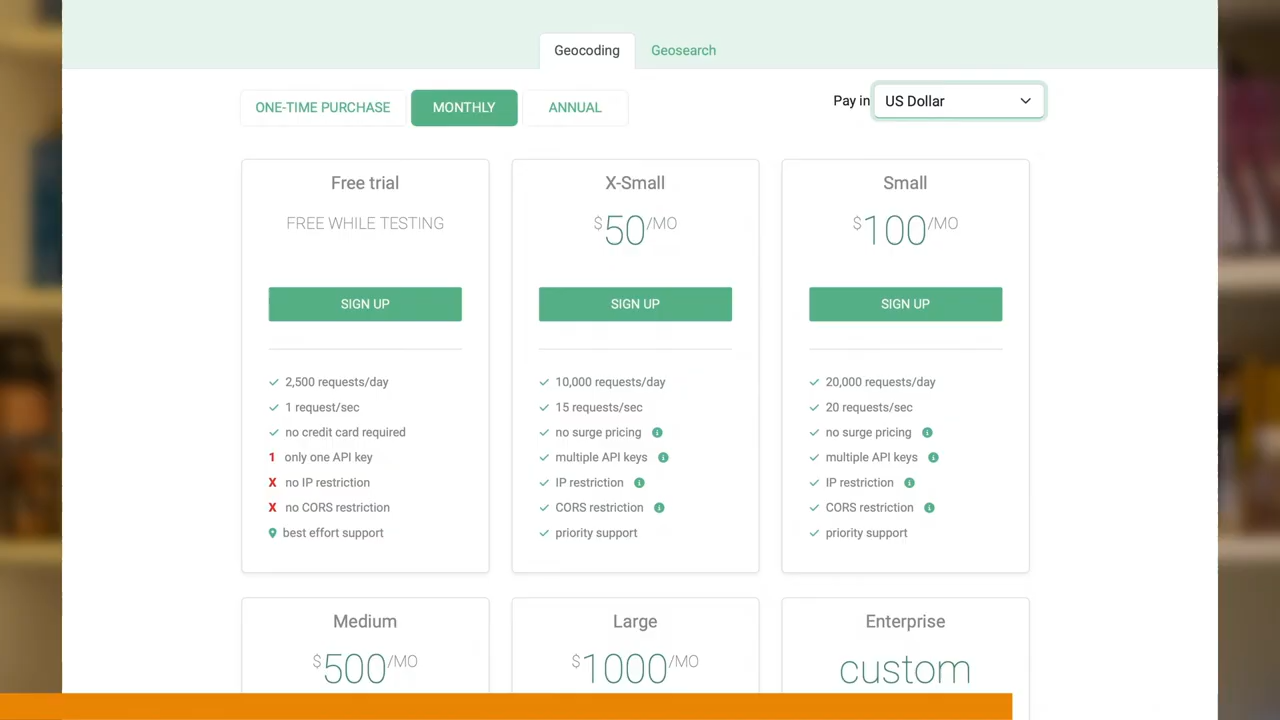 Geocoding
Geosearch
ONE-TIME PURCHASE
MONTHLY
ANNUAL
Pay in
US Dollar
Free trial
FREE WHILE TESTING
SIGN UP
2,500 requests/day
1 request/sec
no credit card required
1 only one API key
X no IP restriction
X no CORS restriction
best effort support
X-Small
$50/MO
SIGN UP
10,000 requests/day
15 requests/sec
no surge pricing
multiple API keys
IP restriction
CORS restriction
priority support
Small
$100/MO
SIGN UP
20,000 requests/day
20 requests/sec
no surge pricing
multiple API keys
IP restriction
CORS restriction
priority support
Medium
$500/MO
Large
$1000/MO
Enterprise
custom